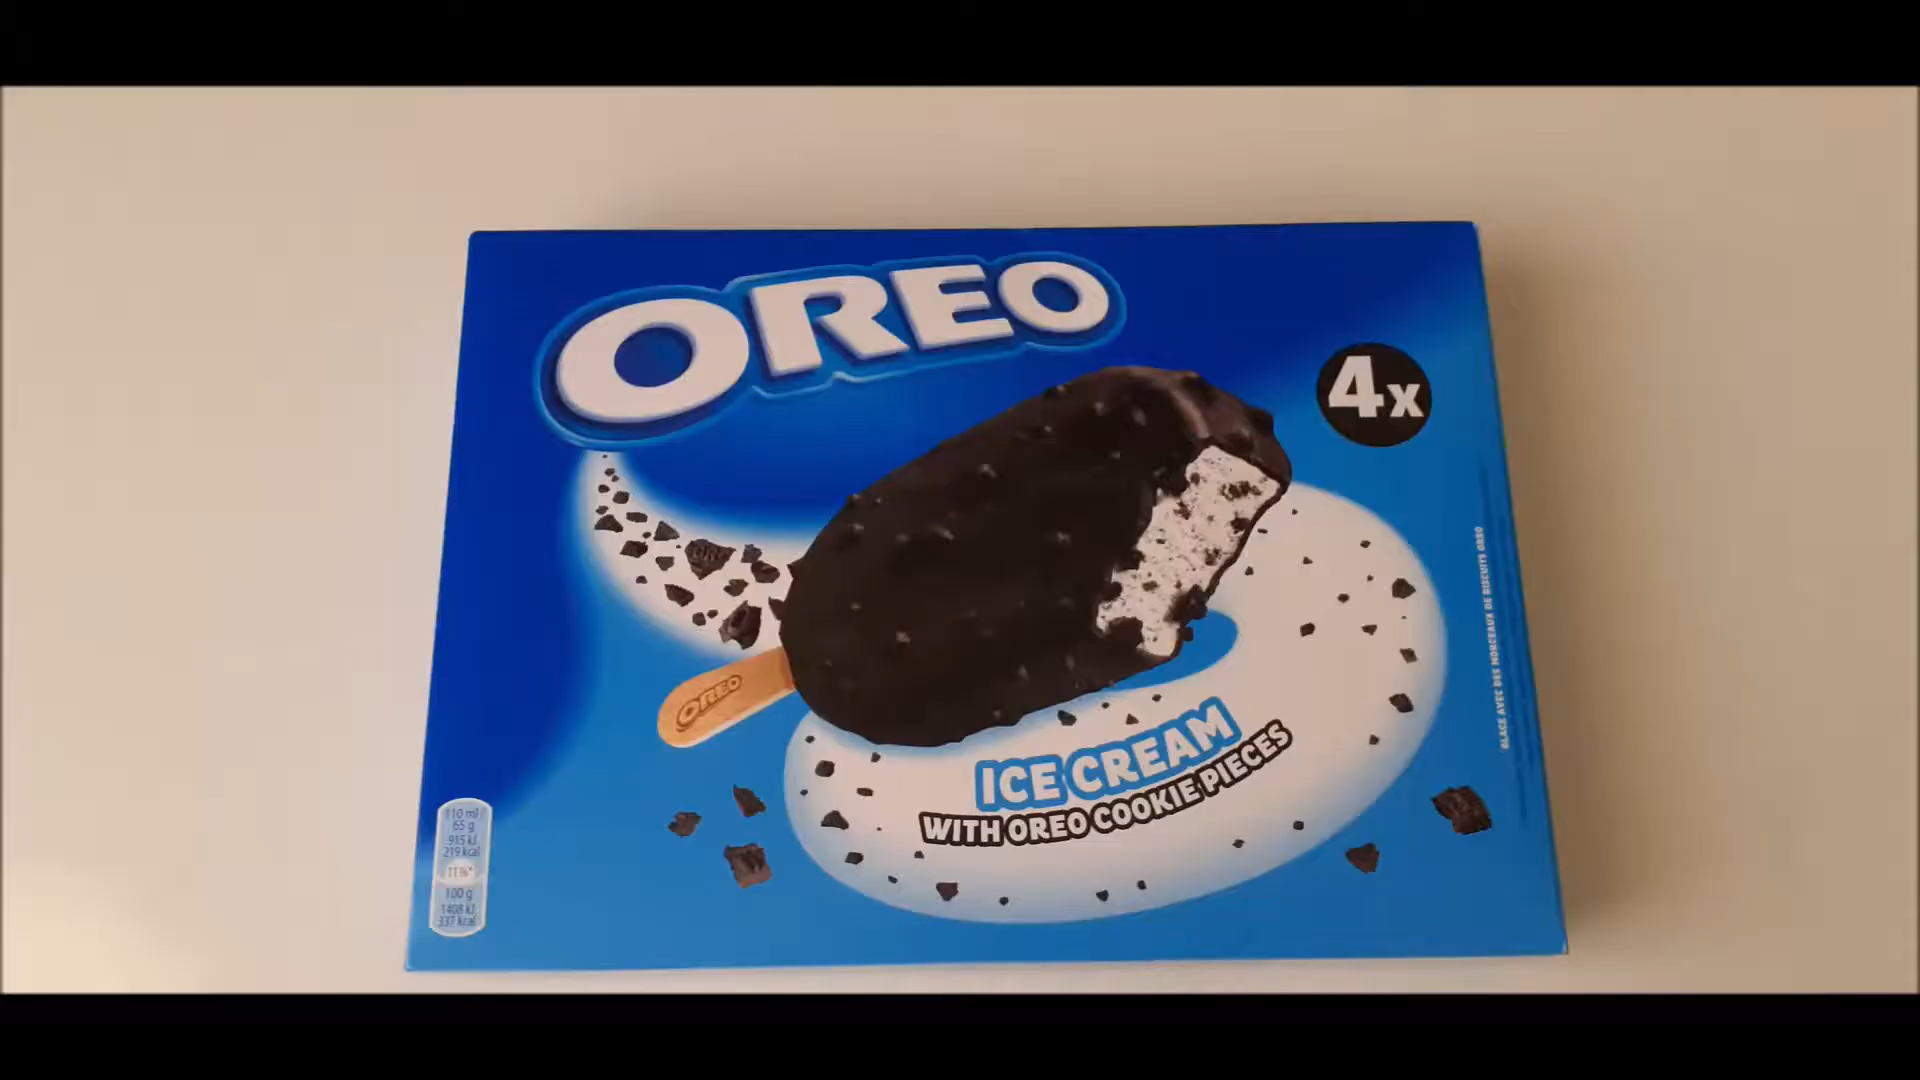 OREO
4x
OREO
ICE CREAM
WITH OREO COOKIE PIECES
GLACE AVEC DES MORCEAUX DE BISCUITS OREO
110 ml/
65 g
915 kJ
219 kcal
11%*
100 g
1408 kJ
337 kcal